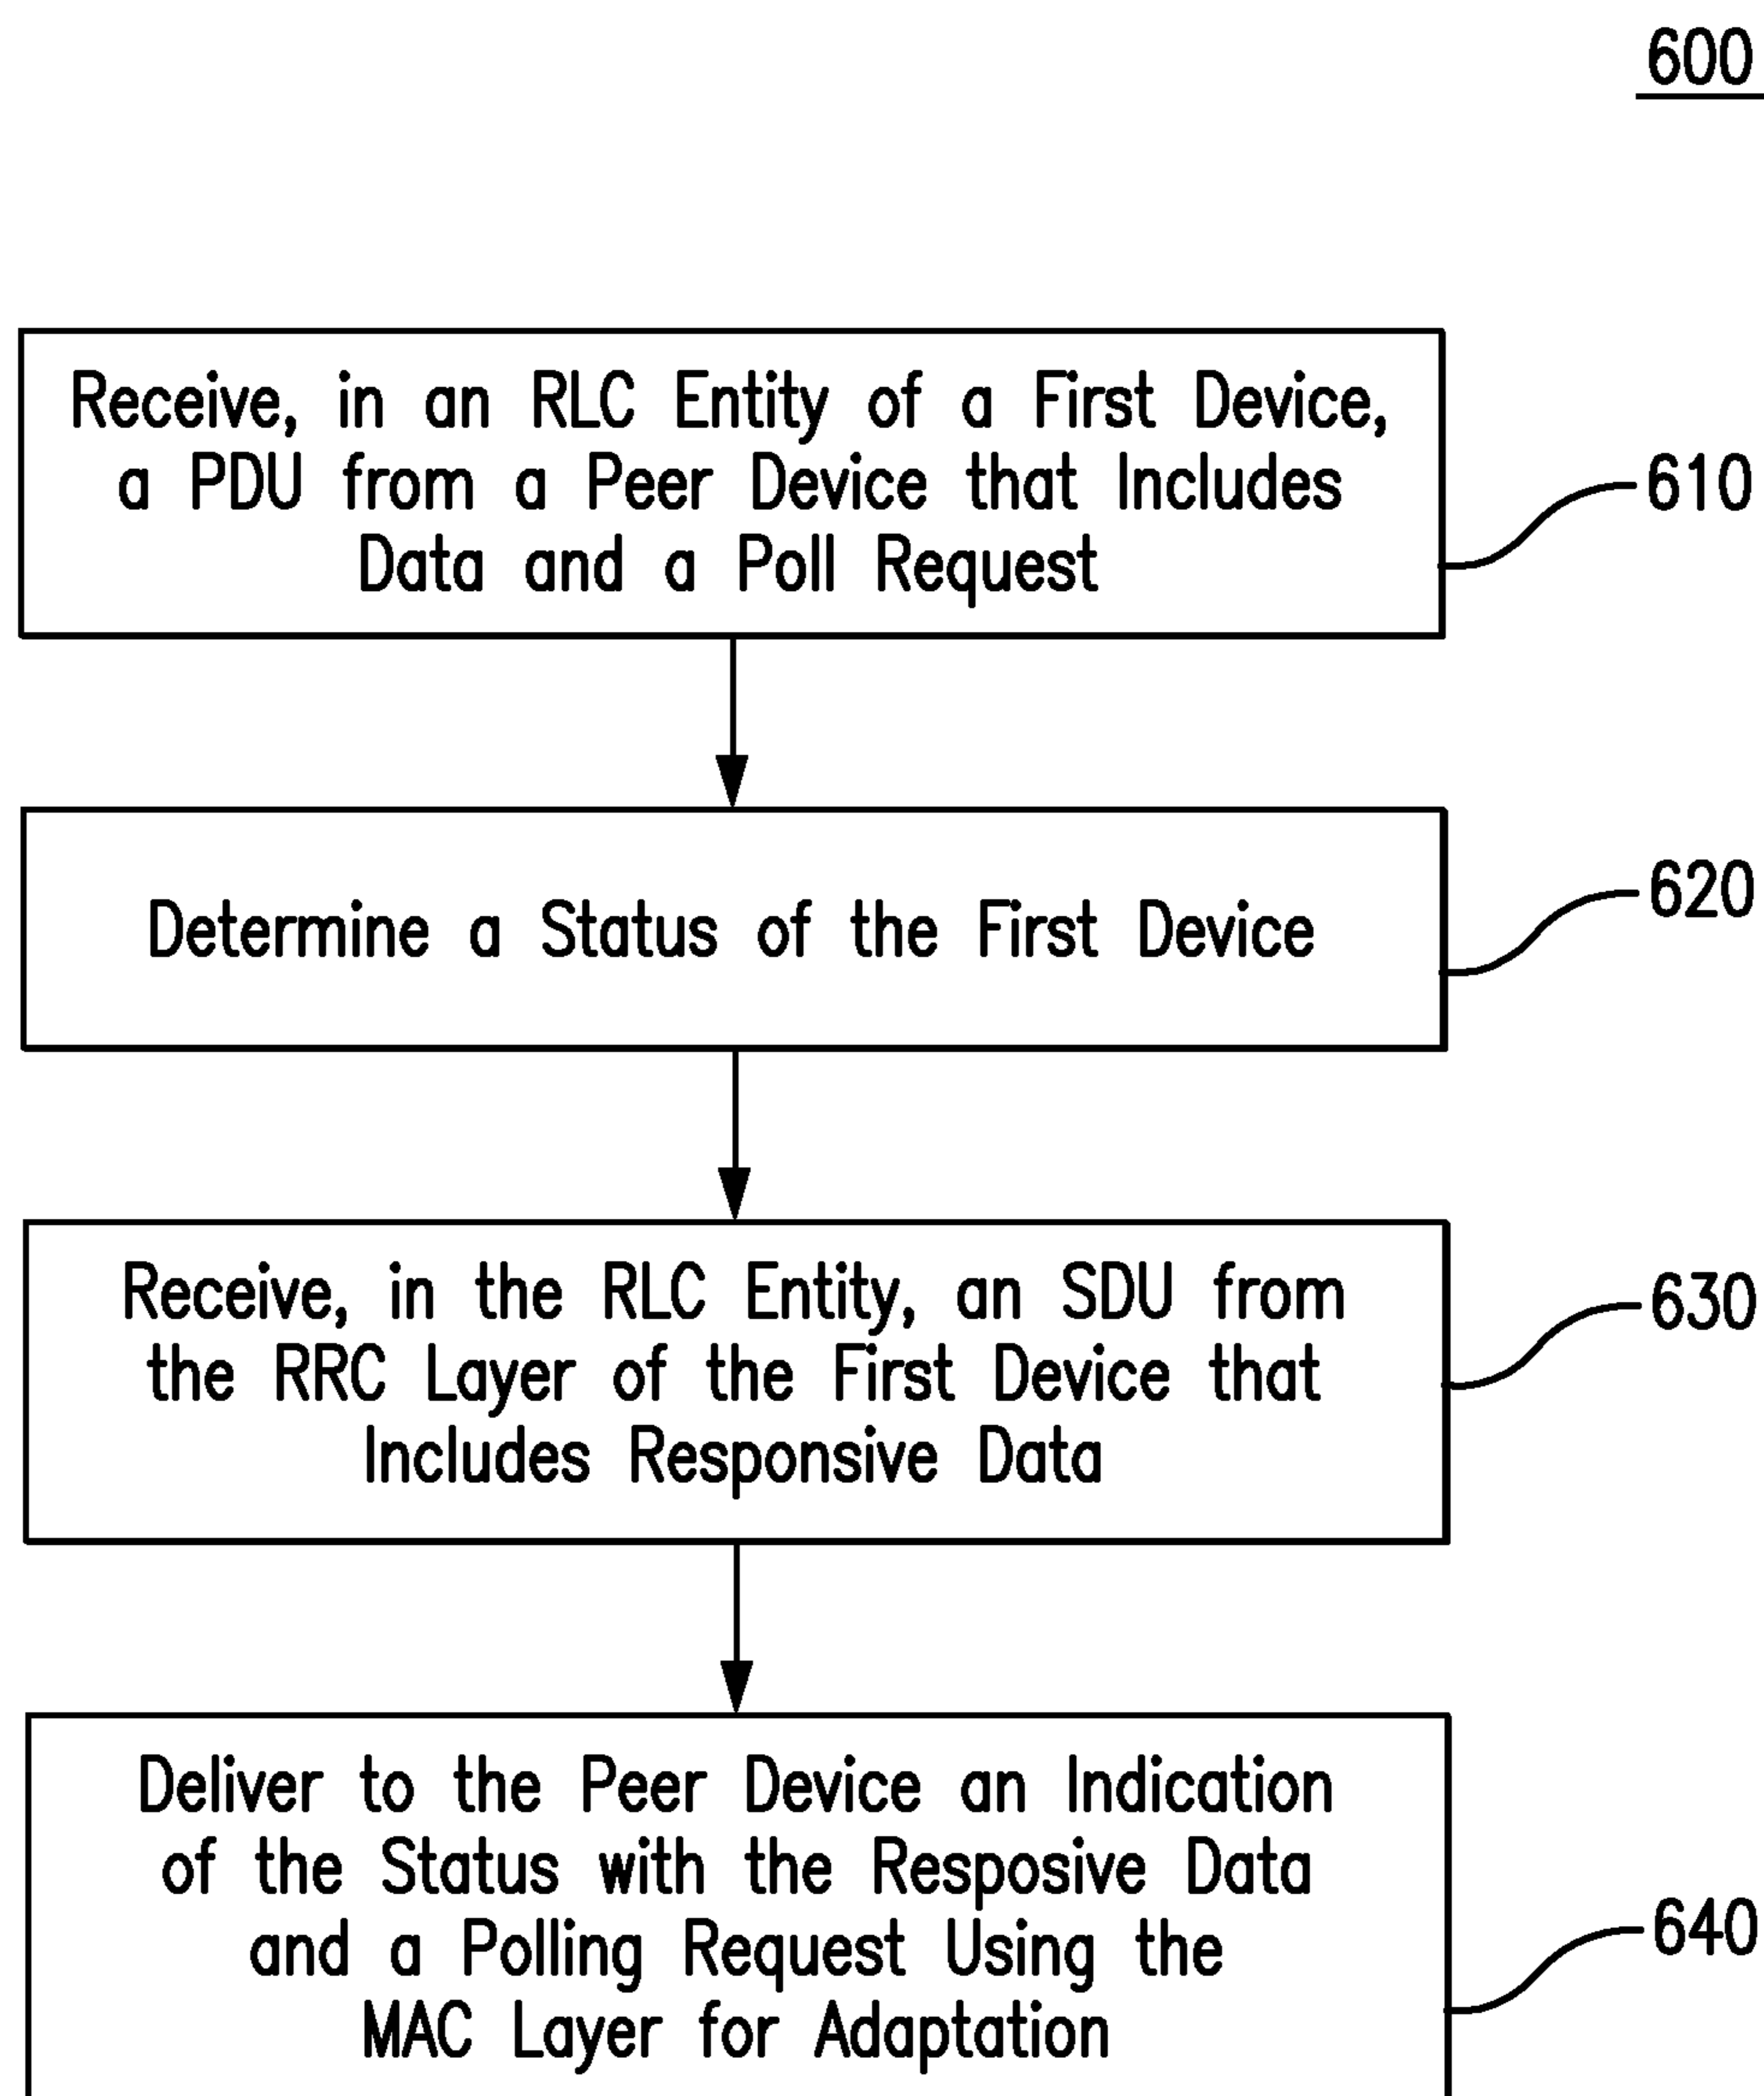 600
Receive, in an RLC Entity of a First Device,
a PDU from a Peer Device that Includes
Data and a Poll Request
610
Determine a Status of the First Device
620
Receive, in the RLC Entity, an SDU from
the RRC Layer of the First Device that
Includes Responsive Data
630
Deliver to the Peer Device an Indication
of the Status with the Resposive Data
and a Polling Request Using the
MAC Layer for Adaptation
640